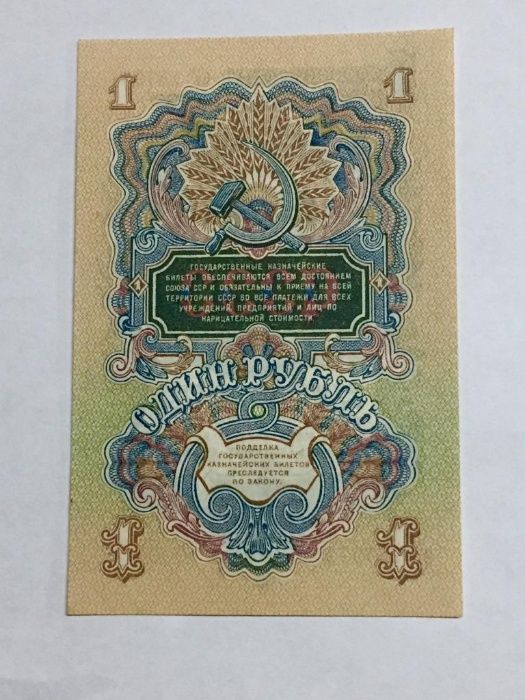 1 1
ГОСУДАРСТВЕННЫЕ КАЗНАЧЕЙСКИЕ
БИЛЕТЫ ОБЕСПЕЧИВАЮТСЯ ВСЕМ ДОСТОЯНИЕМ
СОЮЗА ССР И ОБЯЗАТЕЛЬНЫ К ПРИЕМУ НА ВСЕЙ
ТЕРРИТОРИИ СССР ВО ВСЕ ПЛАТЕЖИ ДЛЯ ВСЕХ
УЧРЕЖДЕНИЙ, ПРЕДПРИЯТИЙ И ЛИЦ ПО
НАРИЦАТЕЛЬНОЙ СТОИМОСТИ.
1 1
ОДИН РУБЛЬ
ПОДДЕЛКА
ГОСУДАРСТВЕННЫХ
КАЗНАЧЕЙСКИХ БИЛЕТОВ
ПРЕСЛЕДУЕТСЯ
ПО ЗАКОНУ.
1 1